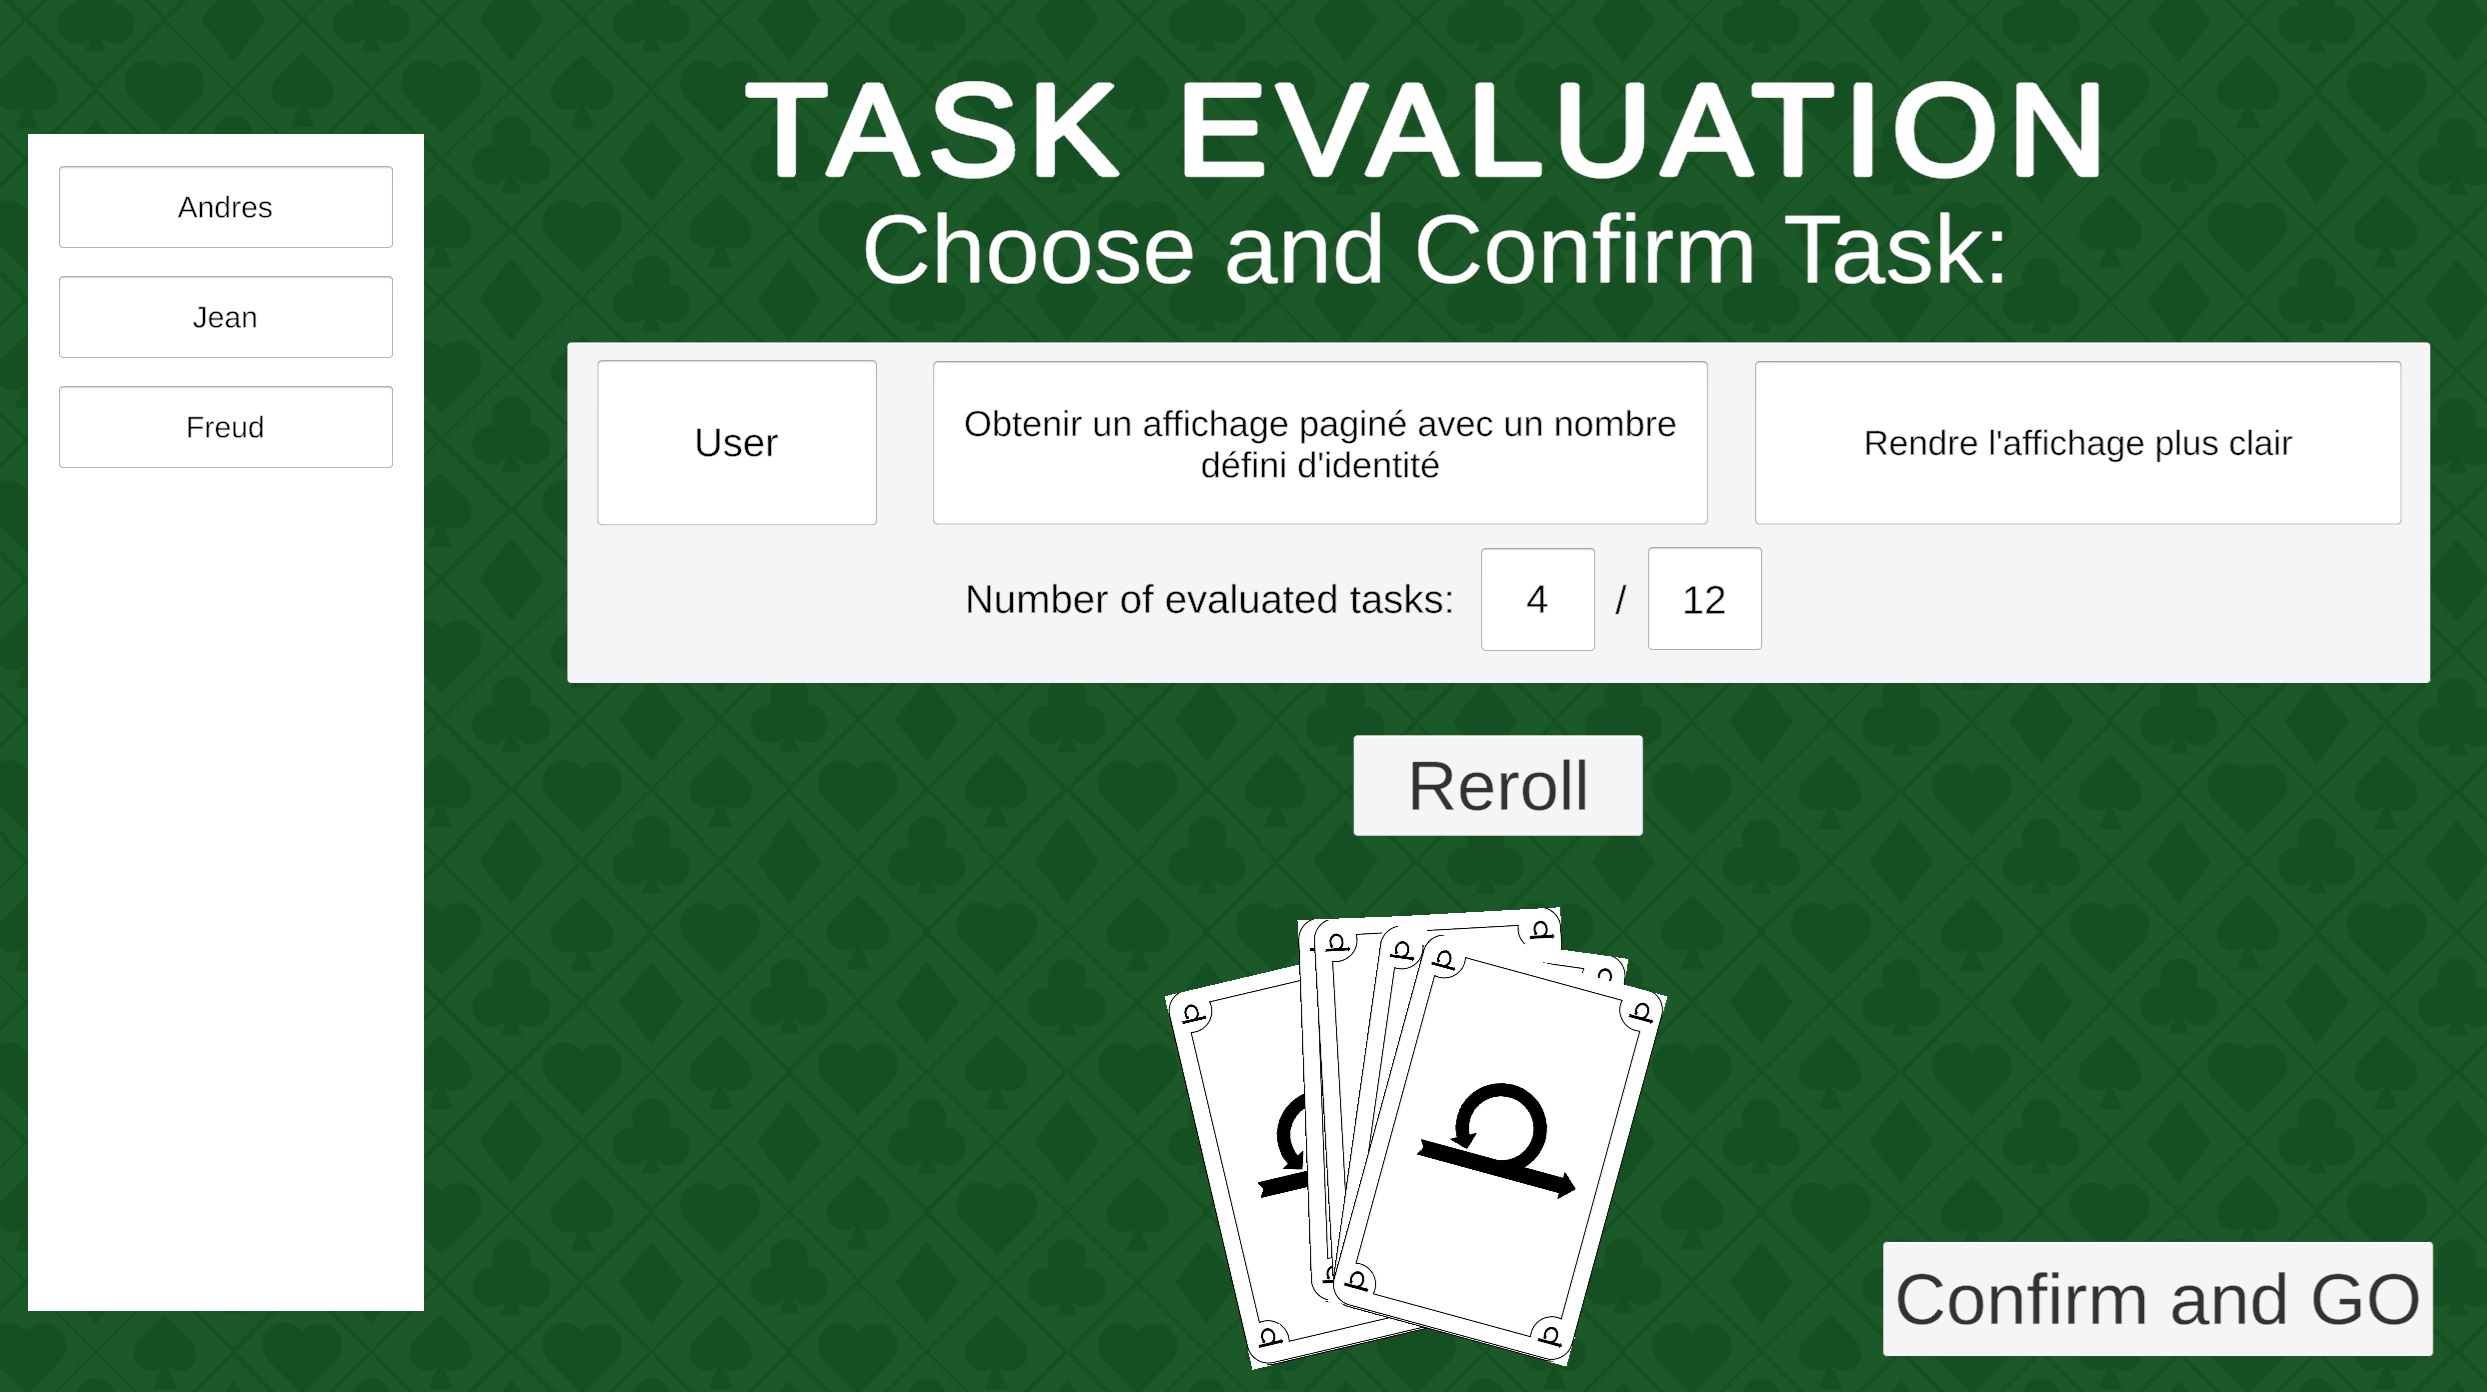 TASK EVALUATION
Choose and Confirm Task:
Andres
Jean
Freud
User
Obtenir un affichage paginé avec un nombre
défini d'identité
Rendre l'affichage plus clair
Number of evaluated tasks: 4 / 12
Reroll
Confirm and GO